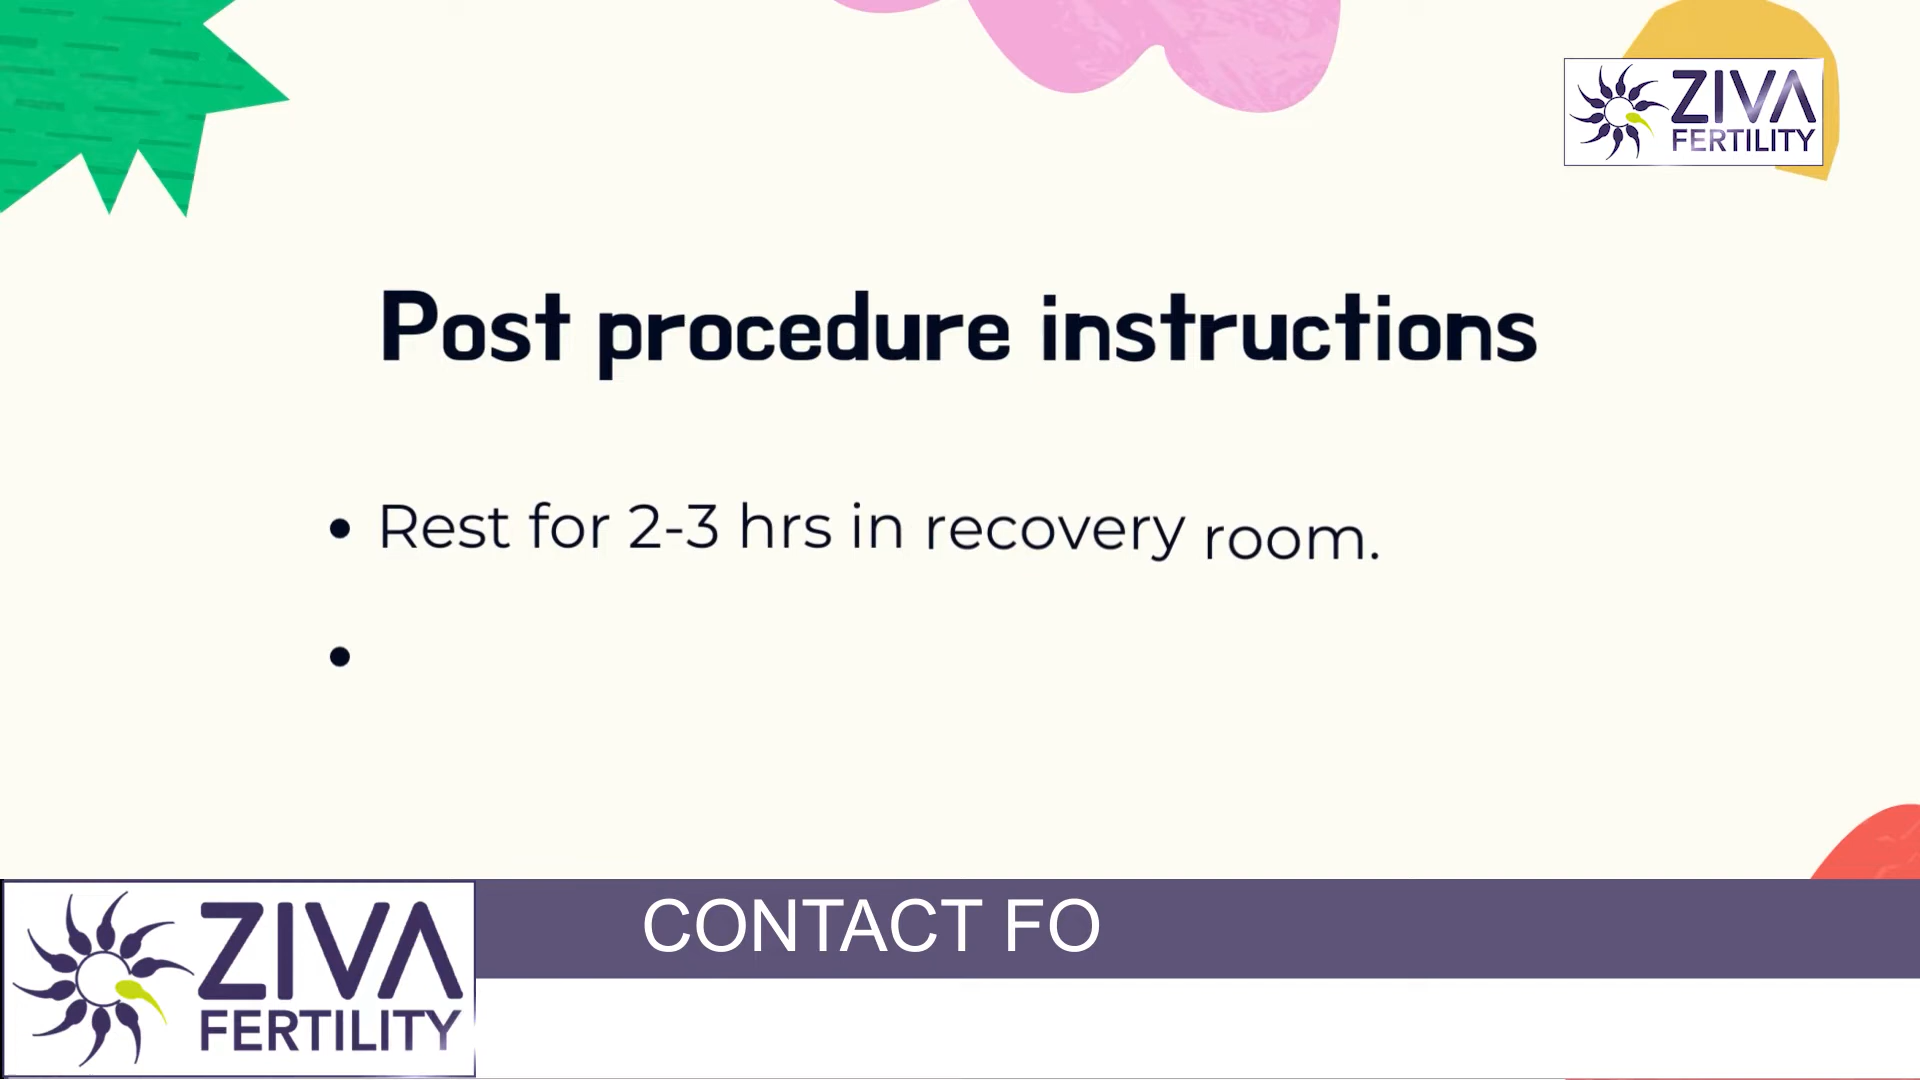 ZIVA
FERTILITY
Post procedure instructions
• Rest for 2-3 hrs in recovery room.
•
CONTACT FO
ZIVA
FERTILITY